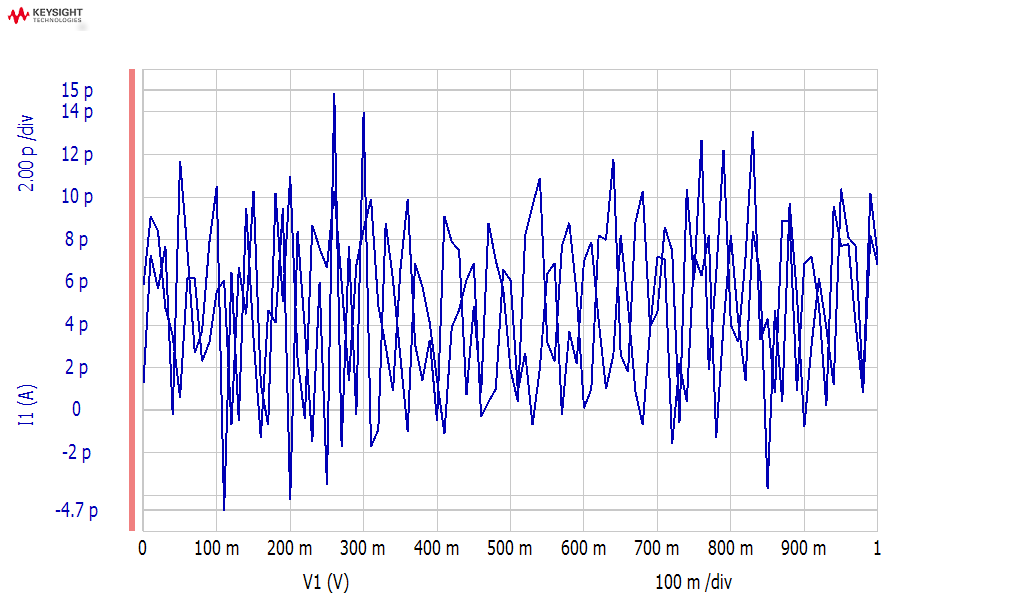 KEYSIGHT
TECHNOLOGIES
15 p
14 p
12 p
10 p
8 p
6 p
4 p
2 p
0
-2 p
-4.7 p
2.00 p /div
I1 (A)
0 100 m 200 m 300 m 400 m 500 m 600 m 700 m 800 m 900 m 1
V1 (V) 100 m /div